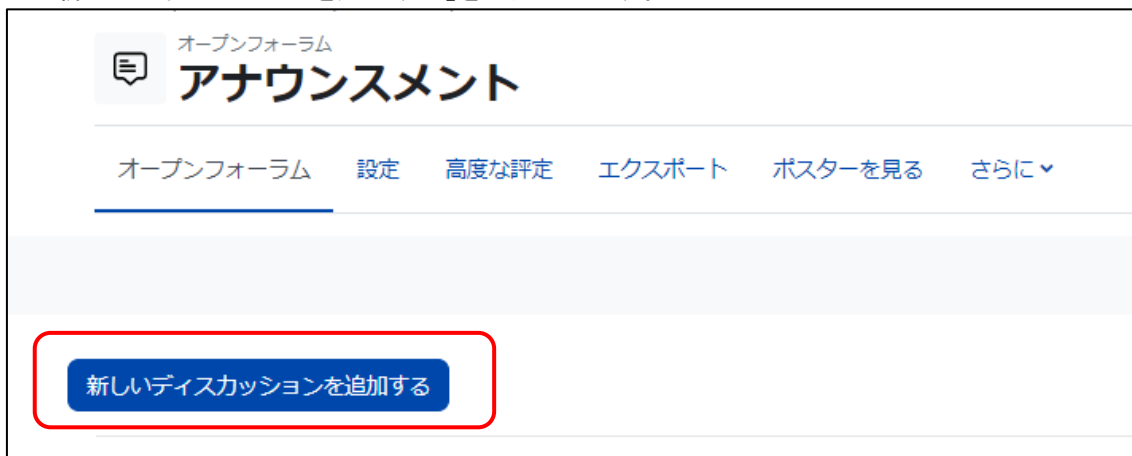 オープンフォーラム
アナウンスメント
オープンフォーラム 設定 高度な評定 エクスポート ポスターを見る さらに
新しいディスカッションを追加する